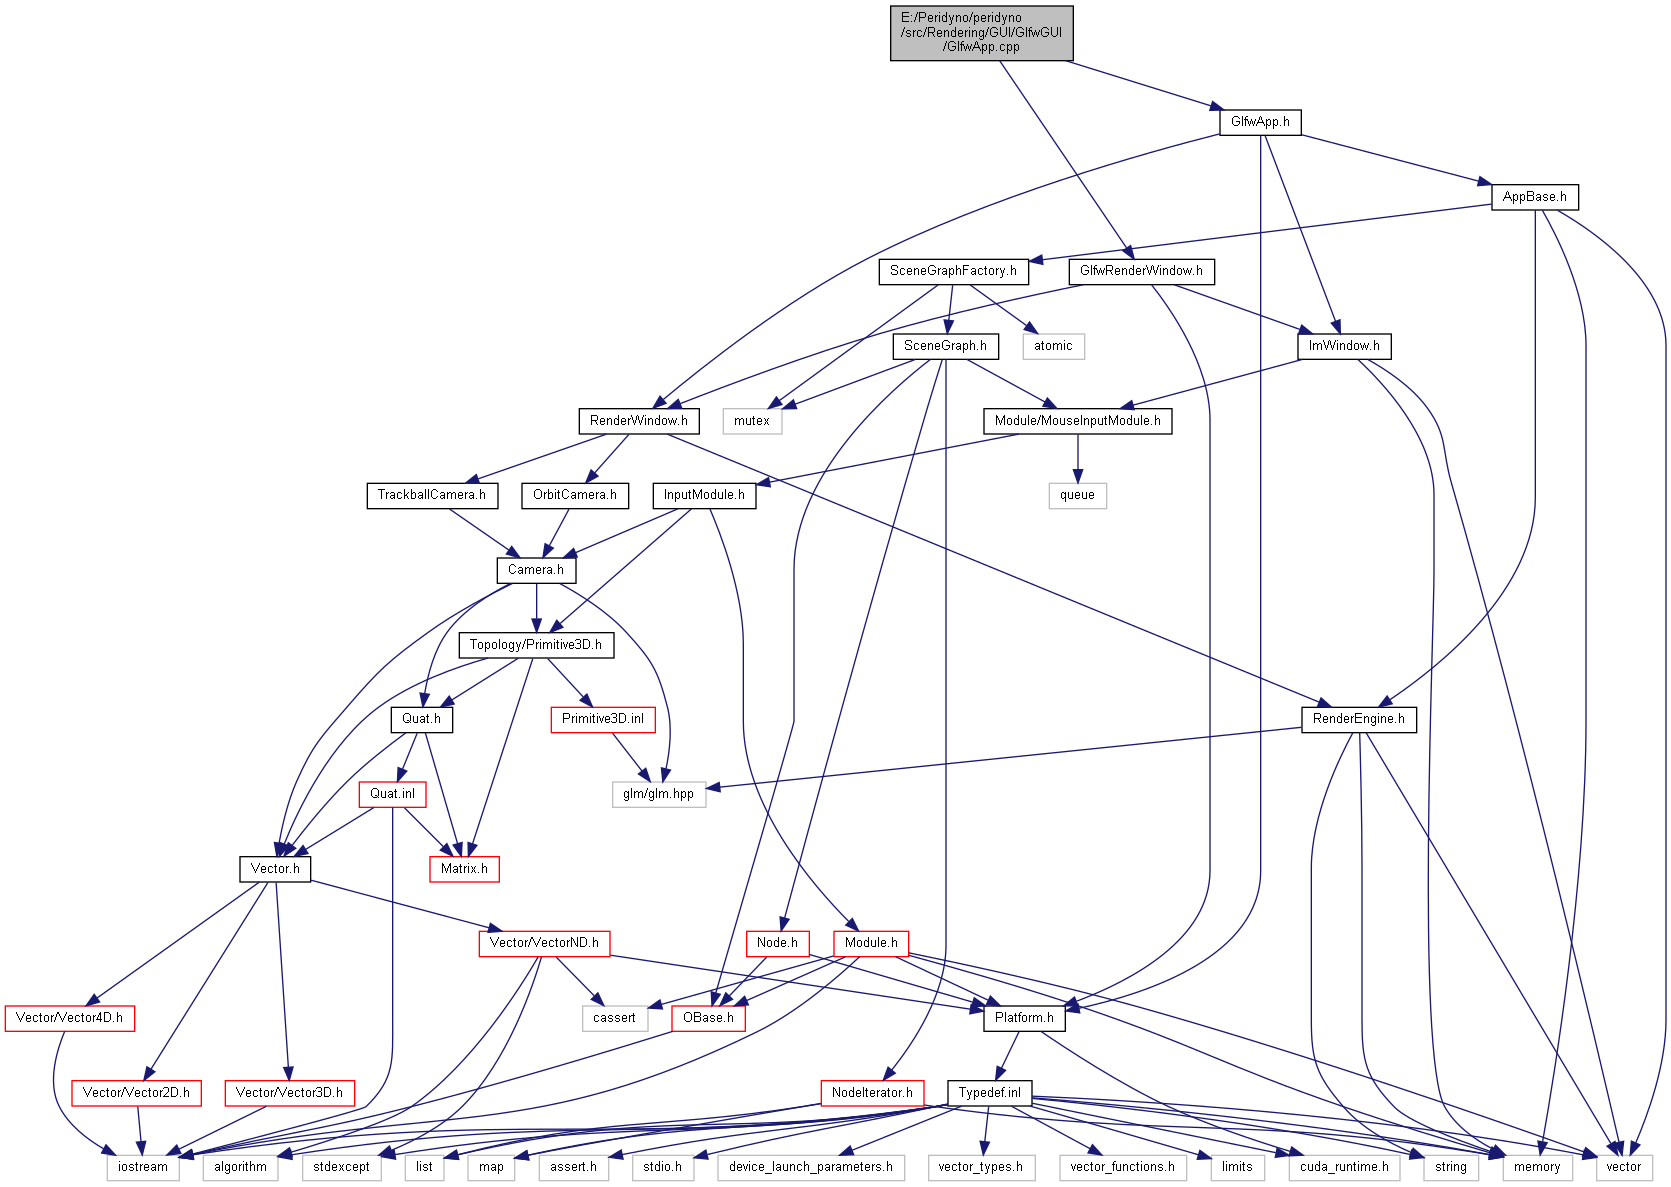 E:/Peridyno/peridyno
/src/Rendering/GUI/GlfwGUI
/GlfwApp.cpp
GlfwApp.h
AppBase.h
SceneGraphFactory.h
GlfwRenderWindow.h
SceneGraph.h
atomic
ImWindow.h
RenderWindow.h
mutex
Module/MouseInputModule.h
TrackballCamera.h
OrbitCamera.h
InputModule.h
queue
Camera.h
Topology/Primitive3D.h
Quat.h
Primitive3D.inl
RenderEngine.h
Quat.inl
glm/glm.hpp
Vector.h
Matrix.h
Vector/VectorND.h
Node.h
Module.h
Vector/Vector4D.h
cassert
OBase.h
Platform.h
Vector/Vector2D.h
Vector/Vector3D.h
NodeIterator.h
Typedef.inl
iostream
algorithm
stdexcept
list
map
assert.h
stdio.h
device_launch_parameters.h
vector_types.h
vector_functions.h
limits
cuda_runtime.h
string
memory
vector